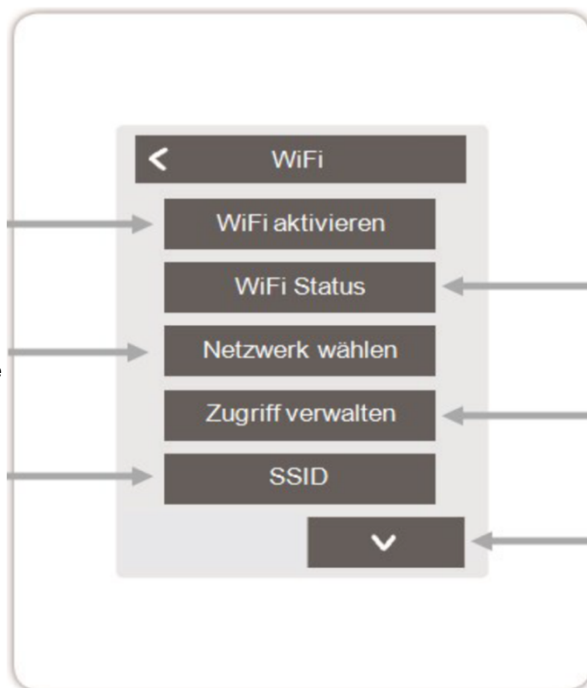 WiFi
WiFi aktivieren
WiFi Status
Netzwerk wählen
Zugriff verwalten
SSID